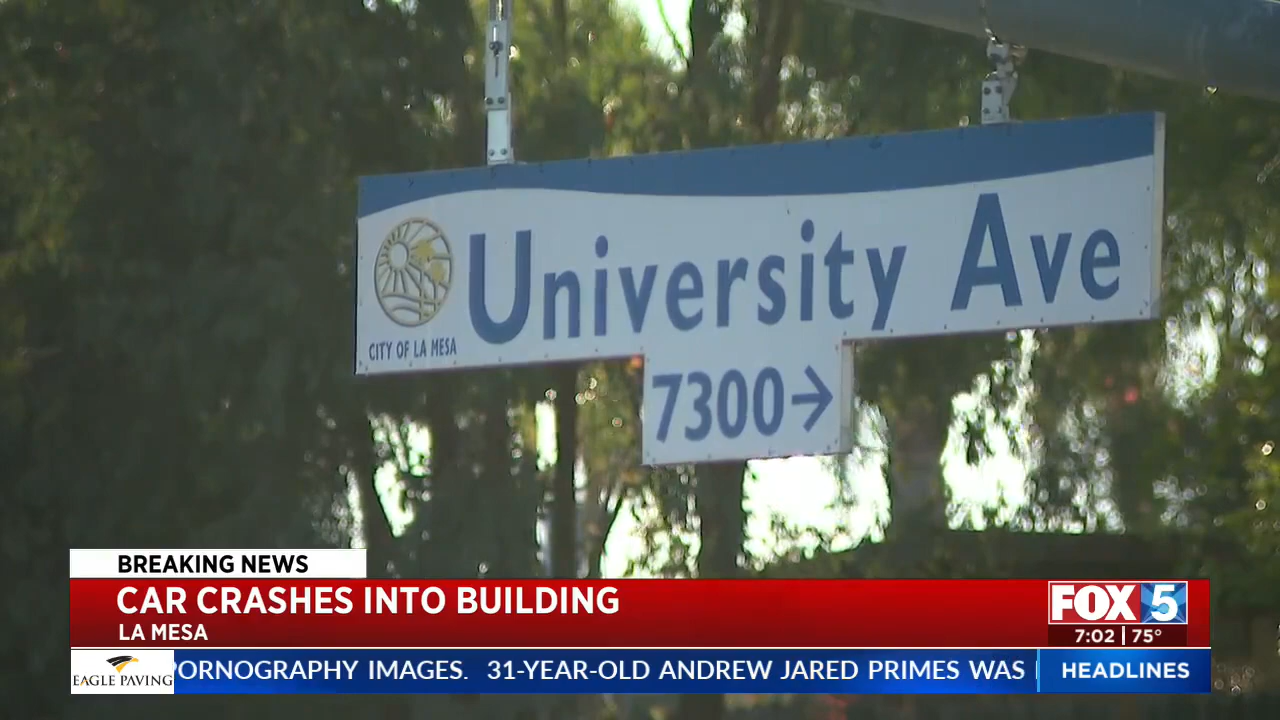 University Ave
CITY OF LA MESA
7300→
BREAKING NEWS
CAR CRASHES INTO BUILDING
LA MESA
FOX 5
7:02 | 75°
EAGLE PAVING
PORNOGRAPHY IMAGES. 31-YEAR-OLD ANDREW JARED PRIMES WAS
HEADLINES